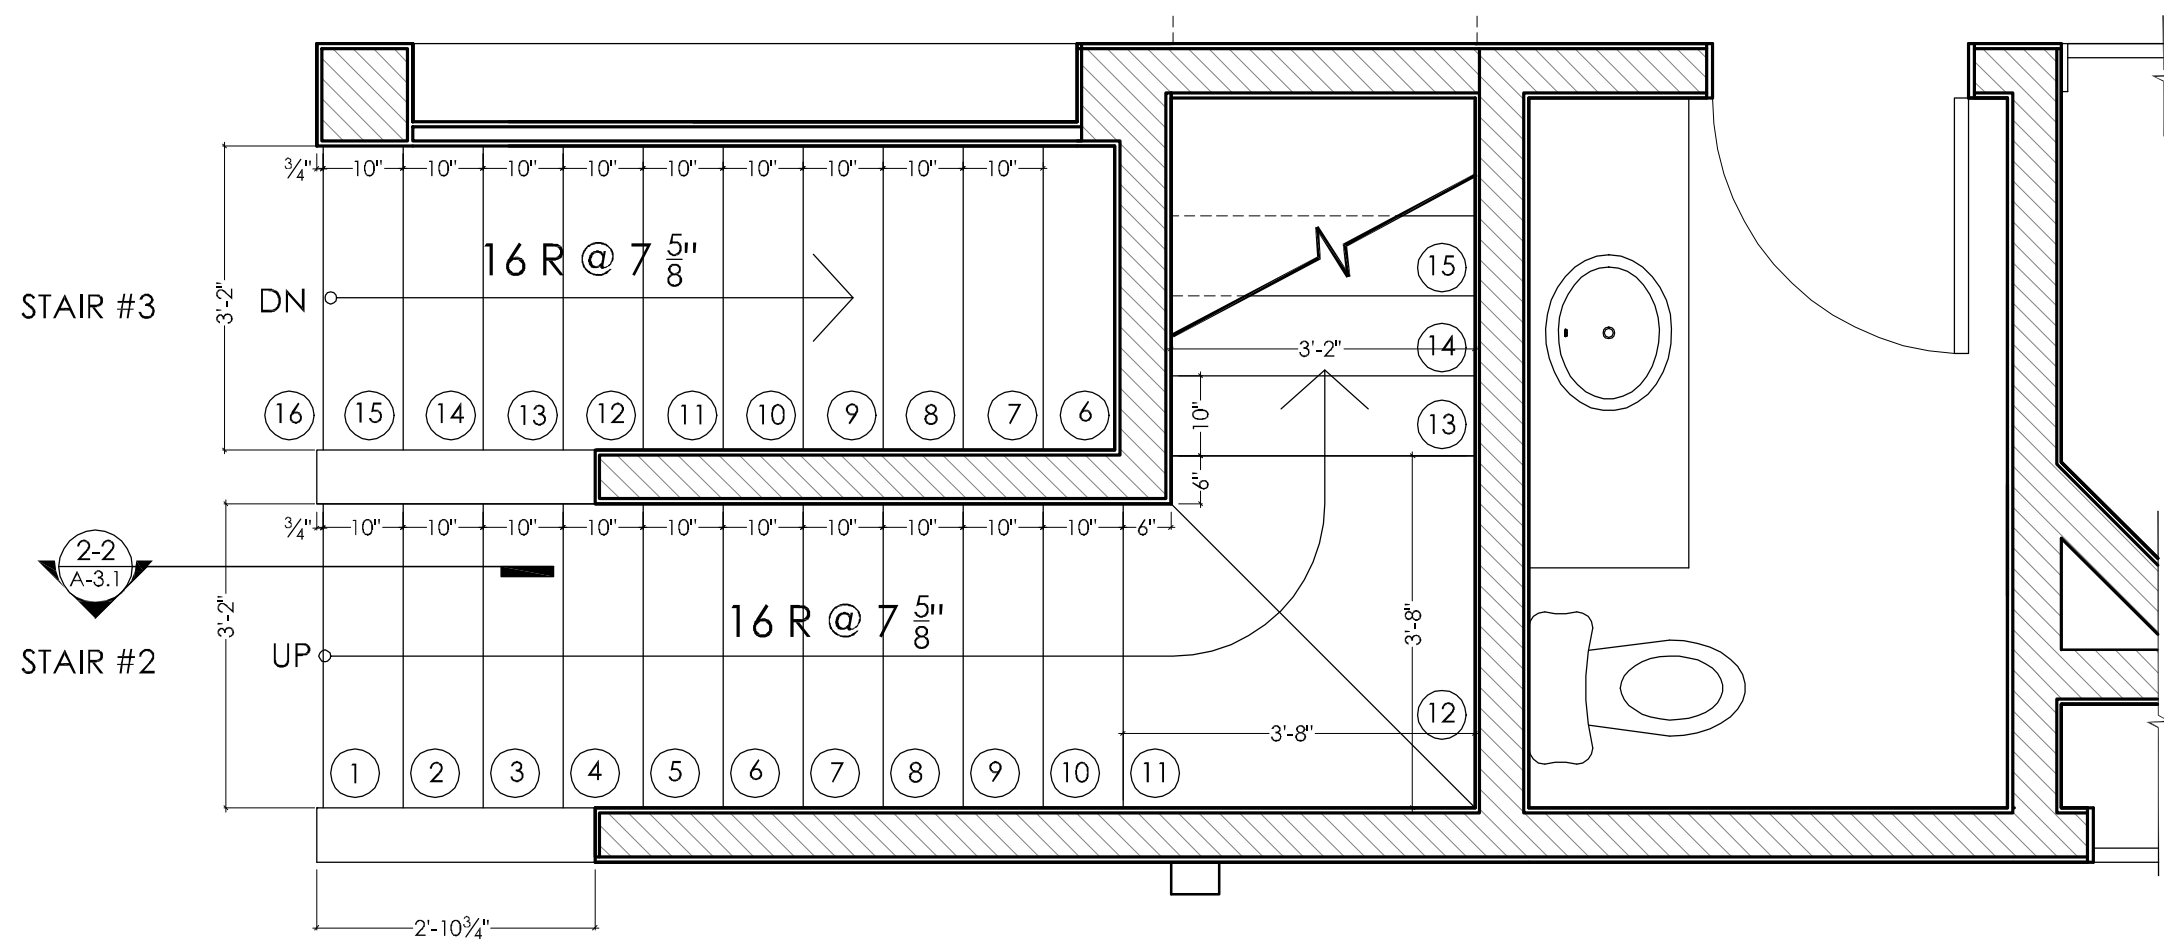 3/4" 10" 10" 10" 10" 10" 10" 10" 10" 10"
16 R @ 7 5/8"
STAIR #3
3'-2"
DN
16 15 14 13 12 11 10 9 8 7 6
15
14
3'-2"
13
10"
6"
3/4" 10" 10" 10" 10" 10" 10" 10" 10" 10" 10" 6"
2-2
A-3.1
16 R @ 7 5/8"
3'-2"
3'-8"
STAIR #2
UP
12
3'-8"
1 2 3 4 5 6 7 8 9 10 11
2'-10 3/4"